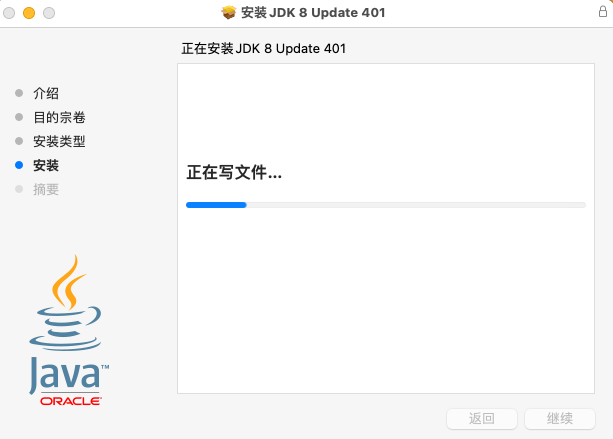 安装 JDK 8 Update 401
正在安装 JDK 8 Update 401
介绍
目的宗卷
安装类型
安装
摘要
正在写文件...
Java™
ORACLE®
返回
继续